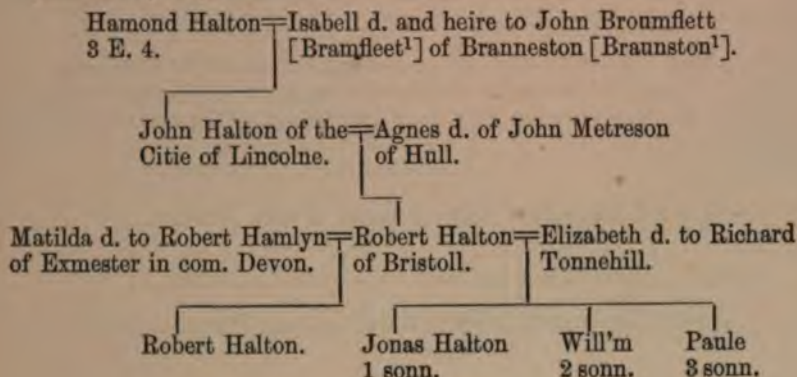 Hamond Halton=Isabell d. and heire to John Broumflett
3 E. 4. [Bramfleet¹] of Branneston [Braunston¹].
John Halton of the=Agnes d. of John Metreson
Citie of Lincolne. of Hull.
Matilda d. to Robert Hamlyn=Robert Halton=Elizabeth d. to Richard
of Exmester in com. Devon. of Bristoll. Tonnehill.
Robert Halton. Jonas Halton Will'm Paule
1 sonn. 2 sonn. 3 sonn.